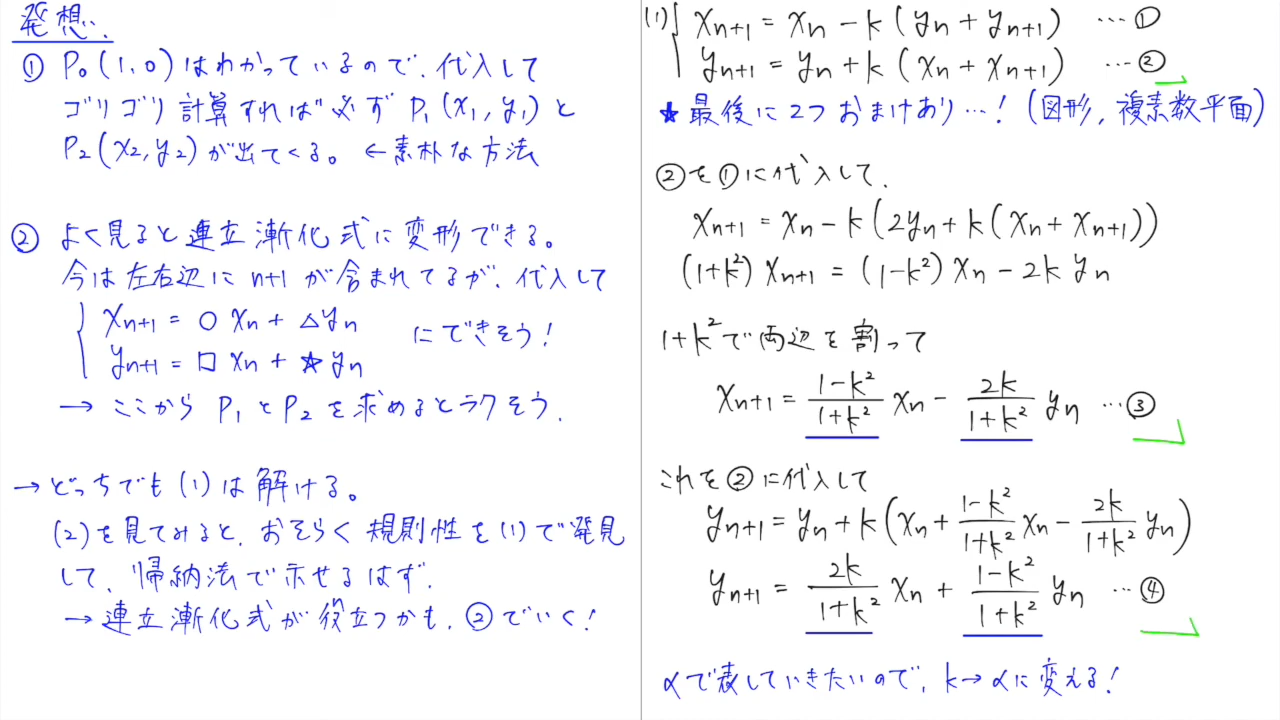 発想.
① P₀(1,0)はわかっているので、代入して
ゴリゴリ計算すれば必ず P₁(x₁,y₁)と
P₂(x₂,y₂)が出てくる。 ←素朴な方法
② よく見ると連立漸化式に変形できる。
今は左右辺に n+1 が含まれてるが、代入して
{ xₙ₊₁ = ○ xₙ + △yₙ
yₙ₊₁ = □ xₙ + ★yₙ
にできそう!
→ ここから P₁ と P₂ を求めるとラクそう.
→ どっちでも (1) は解ける。
(2)を見てみると、おそらく規則性を(1)で発見
して、帰納法で示せるはず.
→ 連立漸化式が役立つかも、②でいく!
(1) { xₙ₊₁ = xₙ − k (yₙ + yₙ₊₁) …①
yₙ₊₁ = yₙ + k (xₙ + xₙ₊₁) …②
★最後に2つおまけあり…! (図形, 複素数平面)
②を①に代入して、
xₙ₊₁ = xₙ − k(2yₙ + k(xₙ + xₙ₊₁))
(1+k²) xₙ₊₁ = (1−k²) xₙ − 2k yₙ
1+k²で両辺を割って
xₙ₊₁ = (1−k²)/(1+k²) xₙ − 2k/(1+k²) yₙ …③
これを②に代入して
yₙ₊₁ = yₙ + k(xₙ + (1−k²)/(1+k²) xₙ − 2k/(1+k²) yₙ)
yₙ₊₁ = 2k/(1+k²) xₙ + (1−k²)/(1+k²) yₙ …④
αで表していきたいので、k→αに変える!